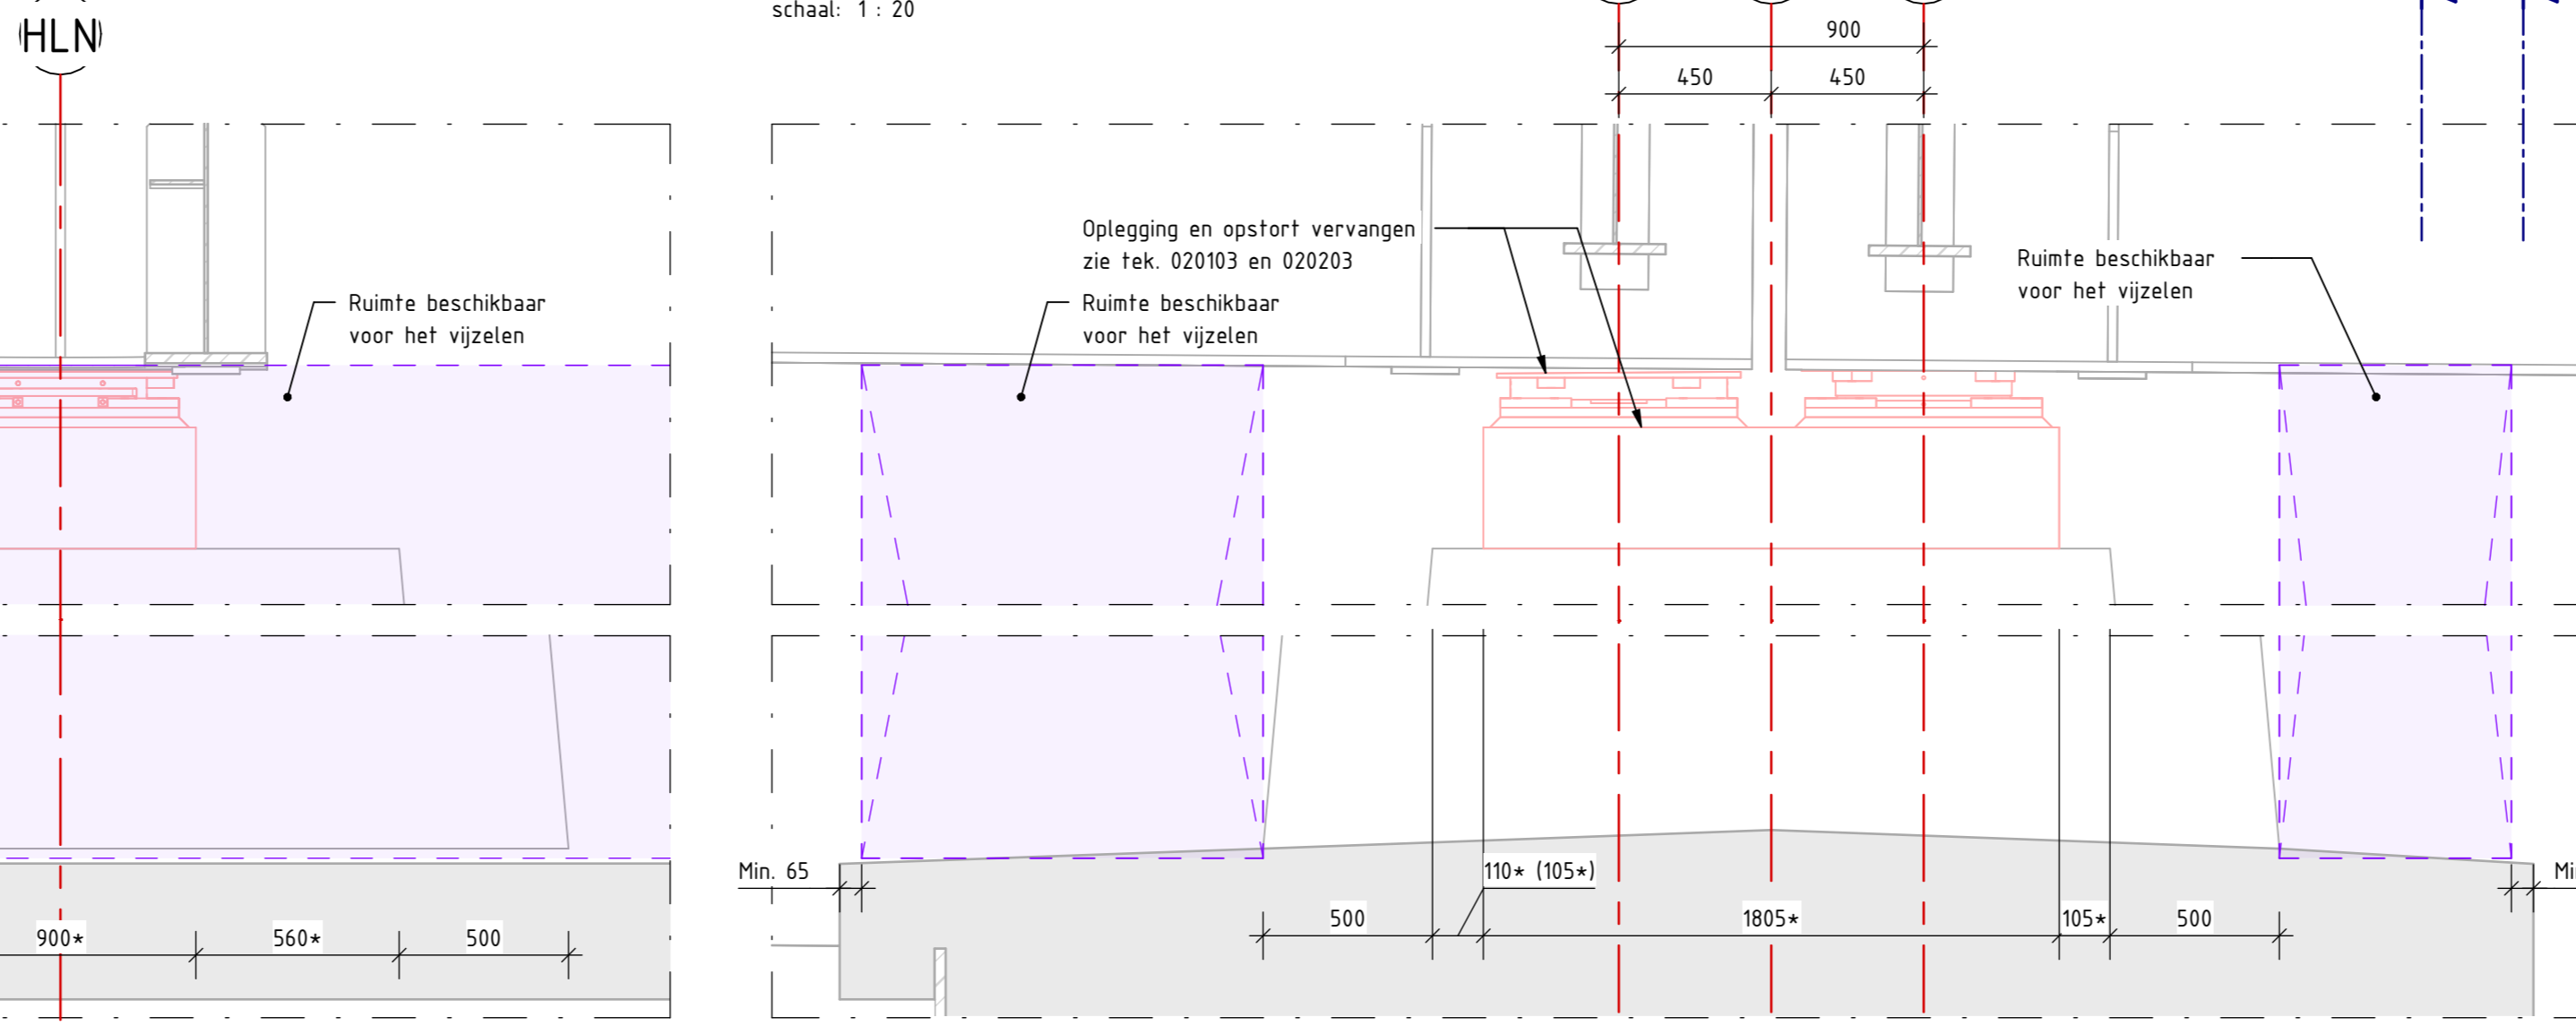 HLN
schaal: 1 : 20
900
450
450
Oplegging en opstort vervangen
zie tek. 020103 en 020203
Ruimte beschikbaar
voor het vijzelen
Ruimte beschikbaar
voor het vijzelen
Ruimte beschikbaar
voor het vijzelen
Min. 65
110* (105*)
900*
560*
500
500
1805*
105*
500